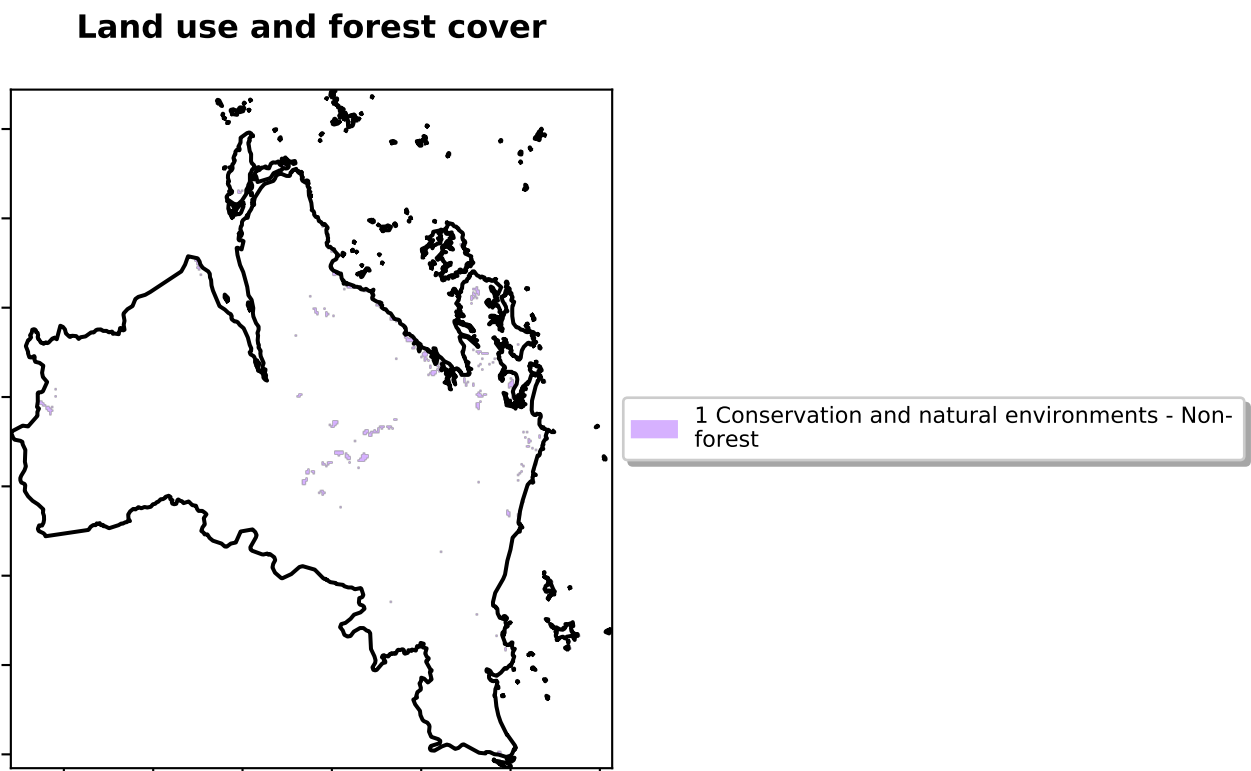 Land use and forest cover
1 Conservation and natural environments - Non-
forest